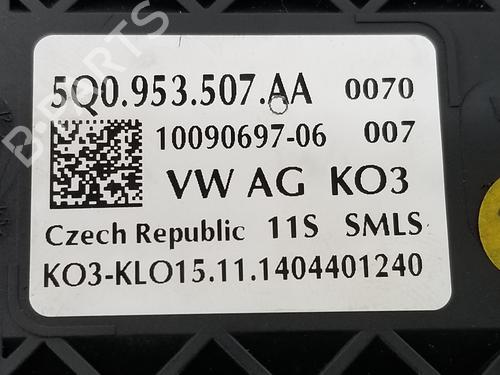 5Q0.953.507.AA 0070
10090697-06 007
VW AG KO3
Czech Republic 11S SMLS
KO3-KLO15.11.1404401240
B-PARTS